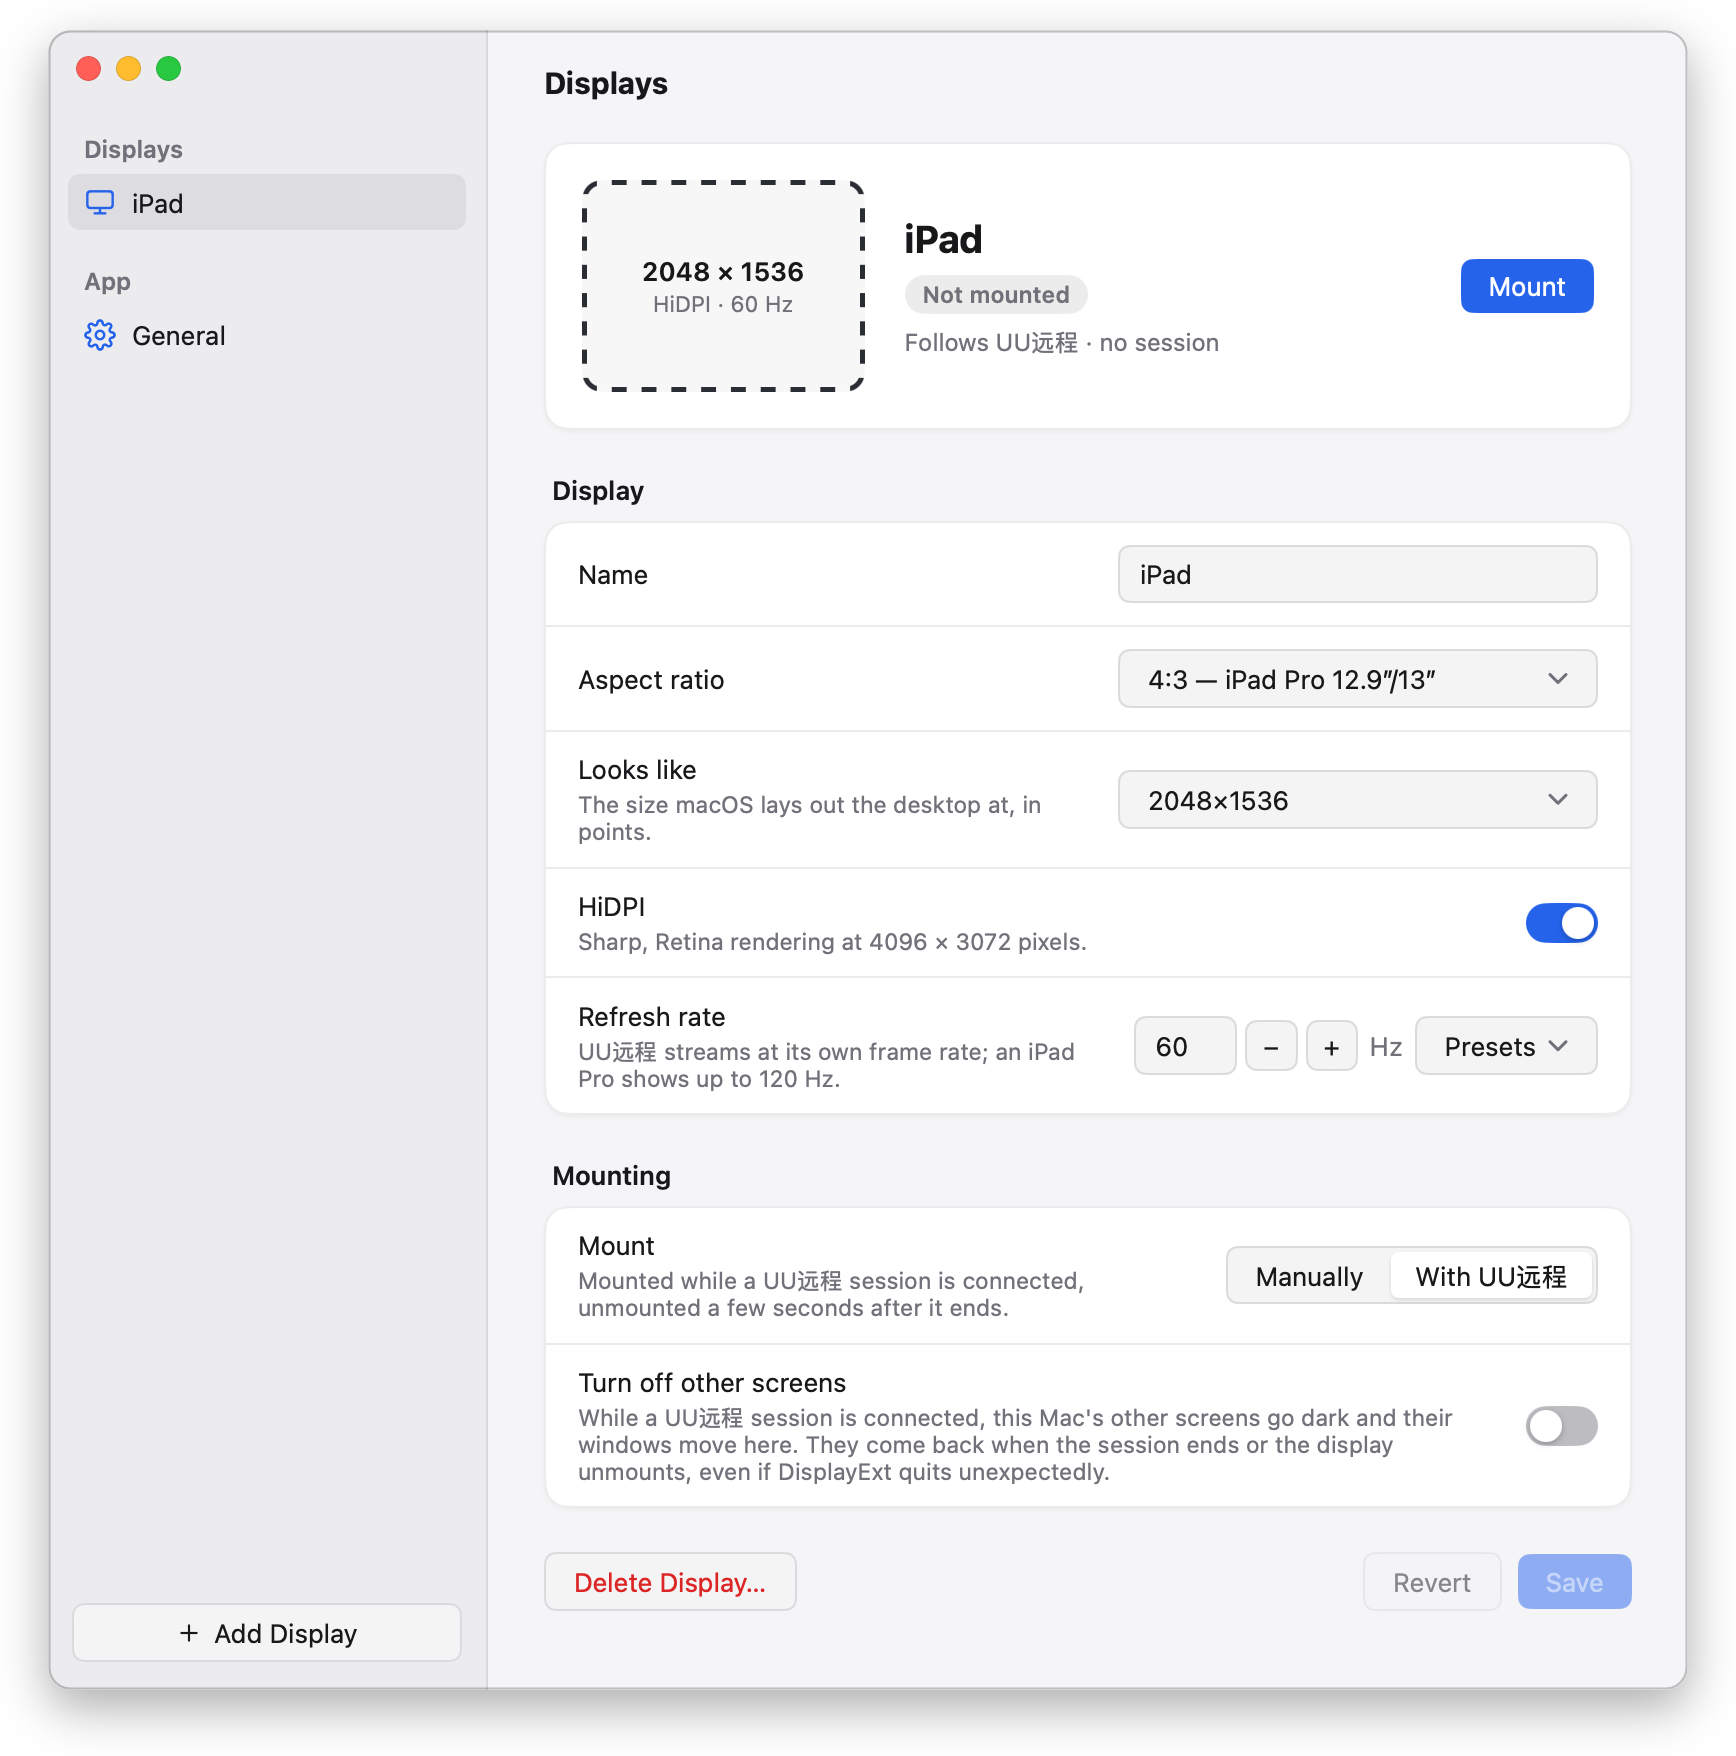 Displays
iPad
App
General
+ Add Display
Displays
2048 × 1536
HiDPI · 60 Hz
iPad
Not mounted
Follows UU远程 · no session
Mount
Display
Name
iPad
Aspect ratio
4:3 — iPad Pro 12.9″/13″
Looks like
The size macOS lays out the desktop at, in
points.
2048×1536
HiDPI
Sharp, Retina rendering at 4096 × 3072 pixels.
Refresh rate
UU远程 streams at its own frame rate; an iPad
Pro shows up to 120 Hz.
60
−
+
Hz
Presets
Mounting
Mount
Mounted while a UU远程 session is connected,
unmounted a few seconds after it ends.
Manually
With UU远程
Turn off other screens
While a UU远程 session is connected, this Mac's other screens go dark and their
windows move here. They come back when the session ends or the display
unmounts, even if DisplayExt quits unexpectedly.
Delete Display...
Revert
Save